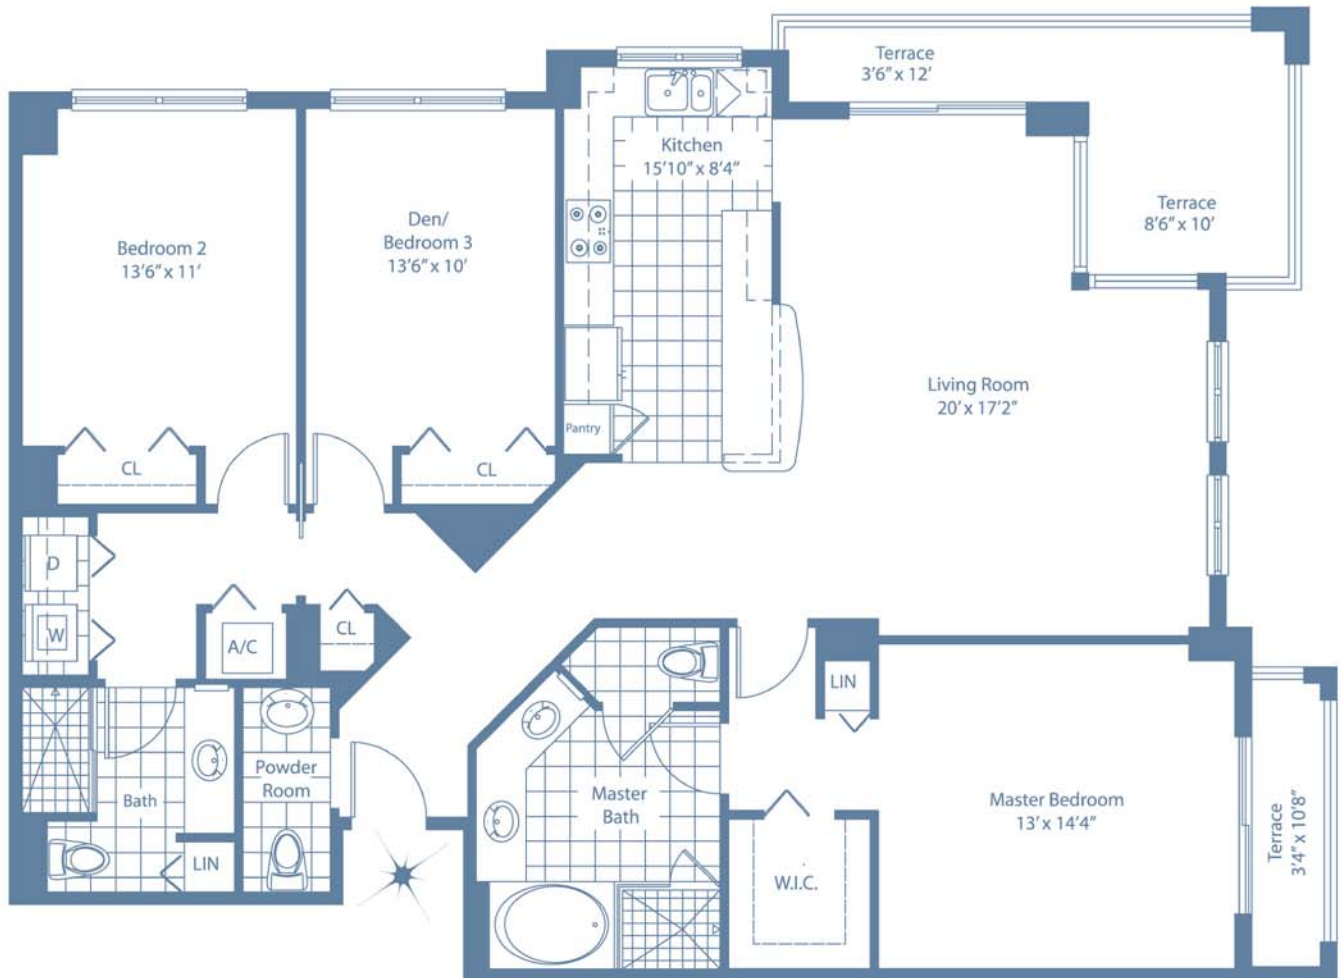 Terrace
3'6" x 12'
Kitchen
15'10" x 8'4"
Terrace
8'6" x 10'
Bedroom 2
13'6" x 11'
Den/
Bedroom 3
13'6" x 10'
Living Room
20' x 17'2"
Pantry
CL
CL
D
W
A/C
CL
LIN
Powder
Room
Bath
Master
Bath
Master Bedroom
13' x 14'4"
Terrace
3'4" x 10'8"
LIN
W.I.C.